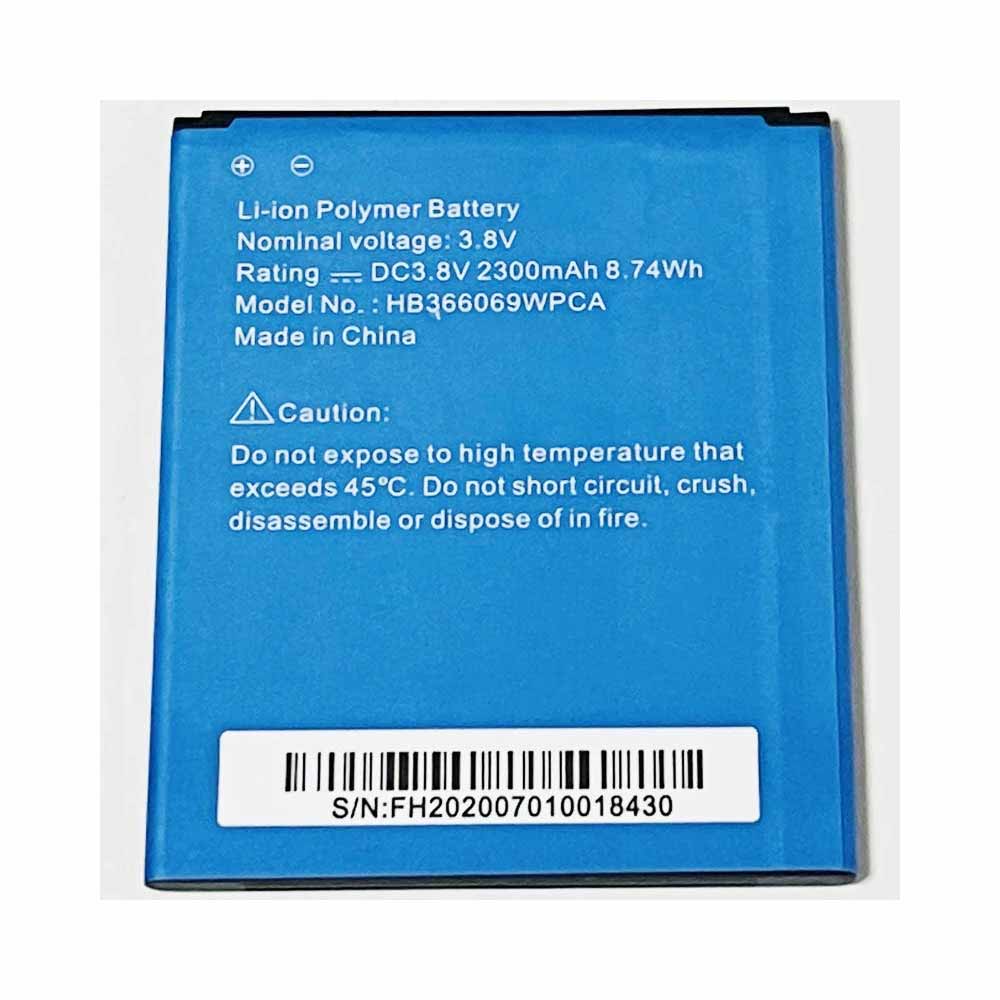 ⊕ ⊖
Li-ion Polymer Battery
Nominal voltage: 3.8V
Rating ⎓ DC3.8V 2300mAh 8.74Wh
Model No. : HB366069WPCA
Made in China
⚠Caution:
Do not expose to high temperature that
exceeds 45ºC. Do not short circuit, crush,
disassemble or dispose of in fire.
S/N:FH202007010018430